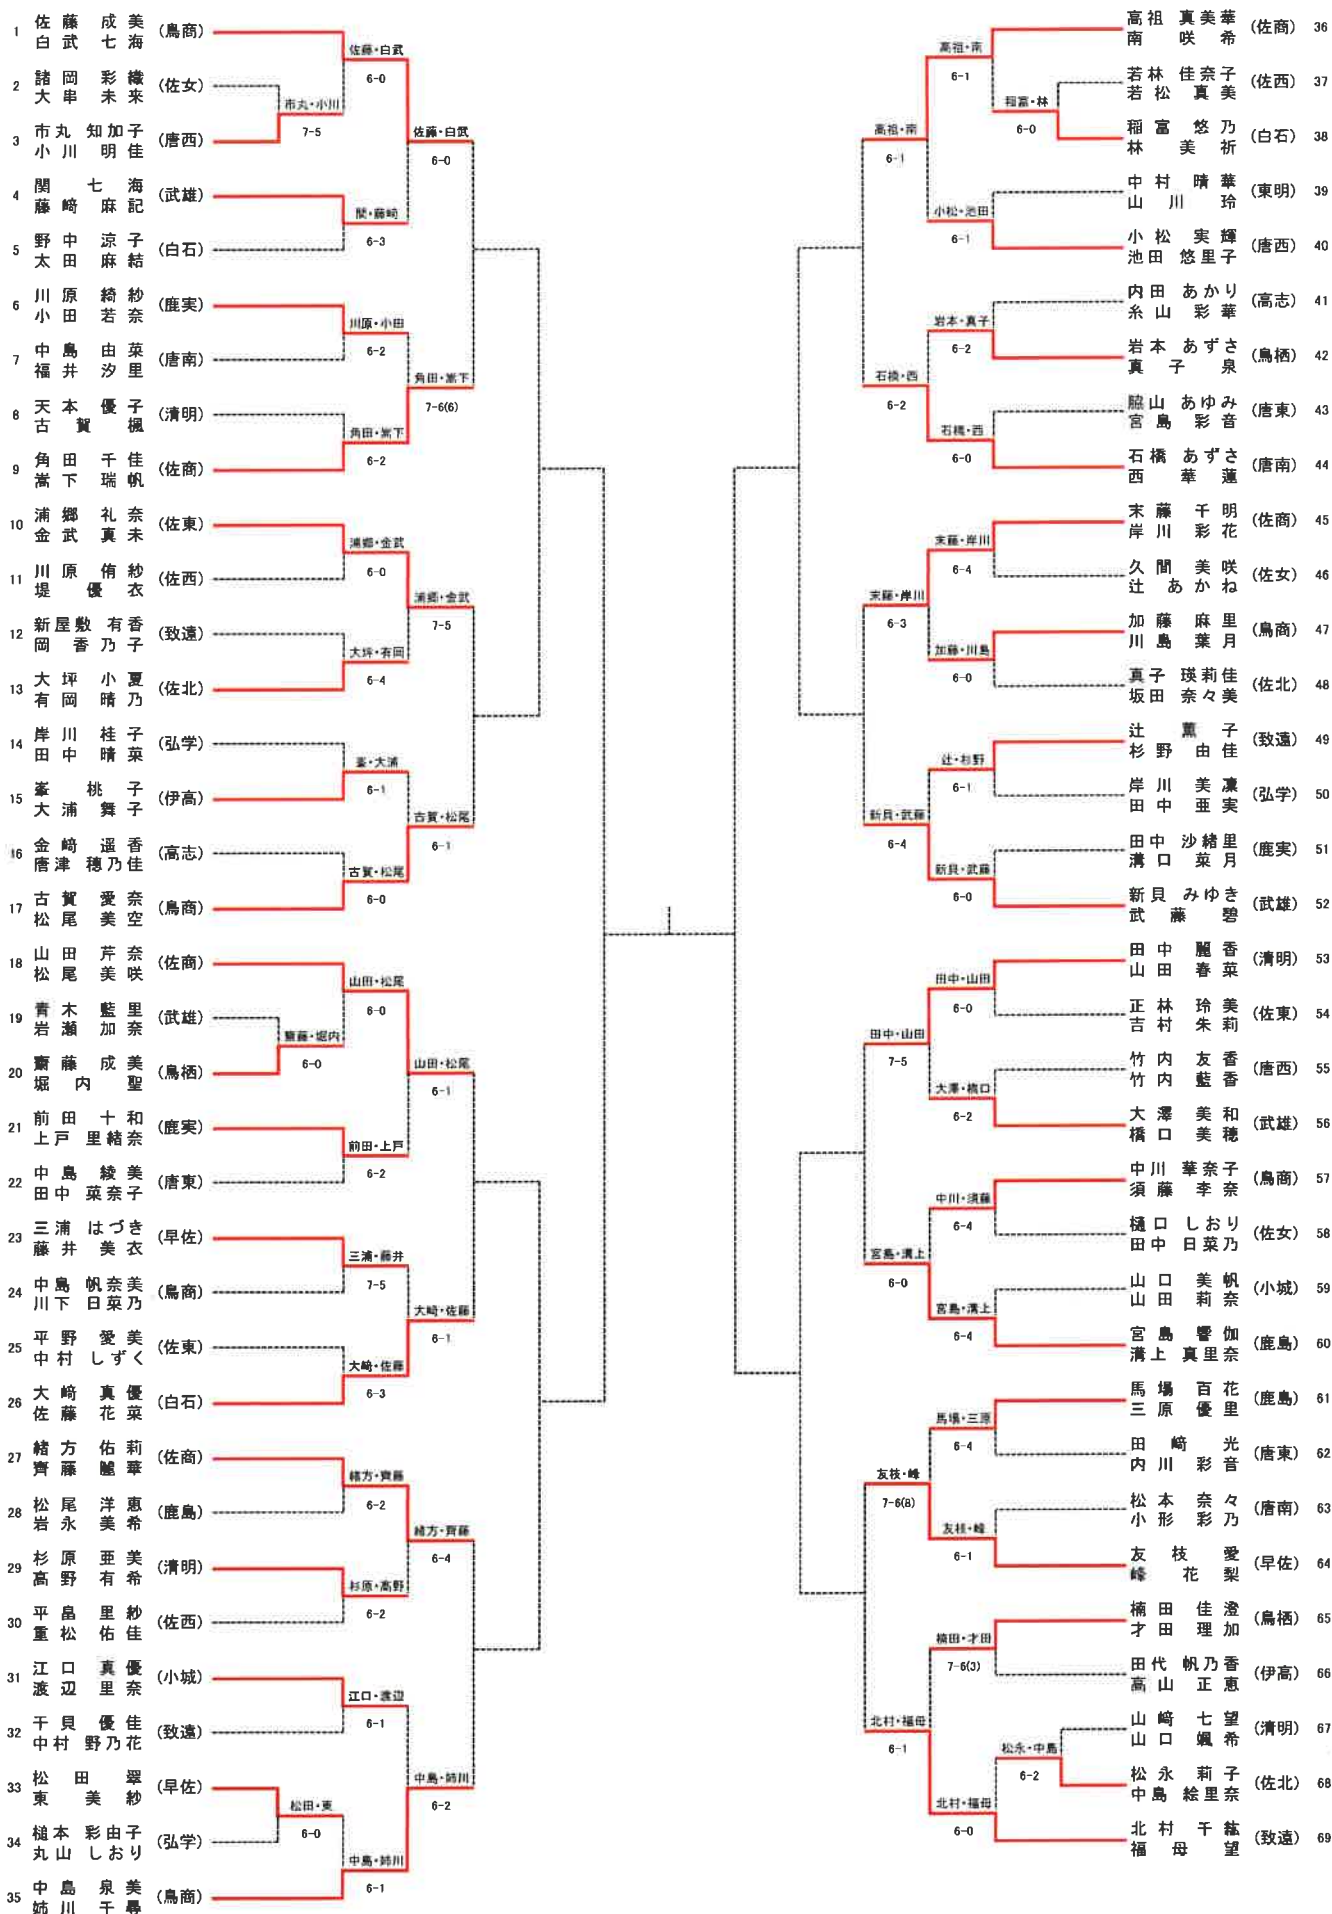 1 佐藤 成美 (鳥商)
白武 七海
2 諸岡 彩織 (佐女)
大串 未来
3 市丸 知加子 (唐西)
小川 明佳
4 関 七海 (武雄)
藤﨑 麻記
5 野中 涼子 (白石)
太田 麻結
6 川原 綺紗 (鹿実)
小田 若奈
7 中島 由菜 (唐南)
福井 汐里
8 天本 優子 (清明)
古賀 楓
9 角田 千佳 (佐商)
嵩下 瑞帆
10 浦郷 礼奈 (佐東)
金武 真未
11 川原 侑紗 (佐西)
堤 優衣
12 新屋敷 有香 (致遠)
岡 香乃子
13 大坪 小夏 (佐北)
有岡 晴乃
14 岸川 桂子 (弘学)
田中 晴菜
15 峯 桃子 (伊高)
大浦 舞子
16 金﨑 遥香 (高志)
唐津 穂乃佳
17 古賀 愛奈 (鳥商)
松尾 美空
18 山田 芹奈 (佐商)
松尾 美咲
19 青木 藍里 (武雄)
岩瀬 加奈
20 齋藤 成美 (鳥栖)
堀内 聖
21 前田 十和 (鹿実)
上戸 里緒奈
22 中島 綾美 (唐東)
田中 菜奈子
23 三浦 はづき (早佐)
藤井 美衣
24 中島 帆奈美 (鳥商)
川下 日菜乃
25 平野 愛美 (佐東)
中村 しずく
26 大﨑 真優 (白石)
佐藤 花菜
27 緒方 佑莉 (佐商)
齊藤 麗華
28 松尾 洋恵 (鹿島)
岩永 美希
29 杉原 亜美 (清明)
高野 有希
30 平畠 里紗 (佐西)
重松 佑佳
31 江口 真優 (小城)
渡辺 里奈
32 干貝 優佳 (致遠)
中村 野乃花
33 松田 翠 (早佐)
東 美紗
34 槌本 彩由子 (弘学)
丸山 しおり
35 中島 泉美 (鳥商)
姉川 千尋
佐藤・白武
6-0
市丸・小川
7-5
佐藤・白武
6-0
関・藤﨑
6-3
川原・小田
6-2
角田・嵩下
7-6(6)
角田・嵩下
6-2
浦郷・金武
6-0
浦郷・金武
7-5
大坪・有岡
6-4
峯・大浦
6-1
古賀・松尾
6-1
古賀・松尾
6-0
山田・松尾
6-0
齋藤・堀内
6-0
山田・松尾
6-1
前田・上戸
6-2
三浦・藤井
7-5
大﨑・佐藤
6-1
大﨑・佐藤
6-3
緒方・齊藤
6-2
緒方・齊藤
6-4
杉原・高野
6-2
江口・渡辺
6-1
中島・姉川
6-2
松田・東
6-0
中島・姉川
6-1
高祖・南
6-1
稲富・林
6-0
高祖・南
6-1
小松・池田
6-1
岩本・真子
6-2
石橋・西
6-2
石橋・西
6-0
末藤・岸川
6-4
末藤・岸川
6-3
加藤・川島
6-0
辻・杉野
6-1
新貝・武藤
6-4
新貝・武藤
6-0
田中・山田
6-0
田中・山田
7-5
大澤・橋口
6-2
中川・須藤
6-4
宮島・溝上
6-0
宮島・溝上
6-4
馬場・三原
6-4
友枝・峰
7-6(8)
友枝・峰
6-1
楠田・才田
7-6(3)
北村・福母
6-1
松永・中島
6-2
北村・福母
6-0
高祖 真美華 (佐商) 36
南 咲希
若林 佳奈子 (佐西) 37
若松 真美
稲富 悠乃 (白石) 38
林 美祈
中村 晴華 (東明) 39
山川 玲
小松 実輝 (唐西) 40
池田 悠里子
内田 あかり (高志) 41
糸山 彩華
岩本 あずさ (鳥栖) 42
真子 泉
脇山 あゆみ (唐東) 43
宮島 彩音
石橋 あずさ (唐南) 44
西 華蓮
末藤 千明 (佐商) 45
岸川 彩花
久間 美咲 (佐女) 46
辻 あかね
加藤 麻里 (鳥商) 47
川島 葉月
真子 瑛莉佳 (佐北) 48
坂田 奈々美
辻 薫子 (致遠) 49
杉野 由佳
岸川 美凜 (弘学) 50
田中 亜実
田中 沙緒里 (鹿実) 51
溝口 菜月
新貝 みゆき (武雄) 52
武藤 碧
田中 麗香 (清明) 53
山田 春菜
正林 玲美 (佐東) 54
吉村 朱莉
竹内 友香 (唐西) 55
竹内 藍香
大澤 美和 (武雄) 56
橋口 美穂
中川 華奈子 (鳥商) 57
須藤 李奈
樋口 しおり (佐女) 58
田中 日菜乃
山口 美帆 (小城) 59
山田 莉奈
宮島 響伽 (鹿島) 60
溝上 真里奈
馬場 百花 (鹿島) 61
三原 優里
田﨑 光 (唐東) 62
内川 彩音
松本 奈々 (唐南) 63
小形 彩乃
友枝 愛 (早佐) 64
峰 花梨
楠田 佳澄 (鳥栖) 65
才田 理加
田代 帆乃香 (伊高) 66
高山 正恵
山﨑 七望 (清明) 67
山口 颯希
松永 莉子 (佐北) 68
中島 絵里奈
北村 千紘 (致遠) 69
福母 望